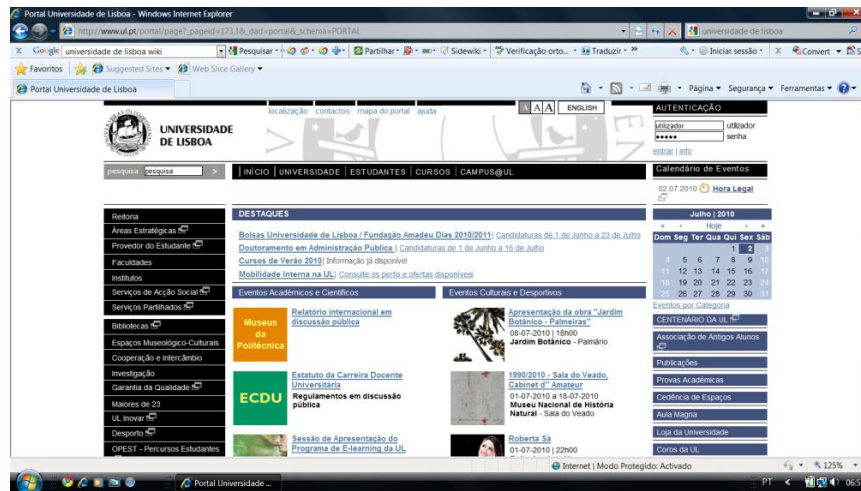 Portal Universidade de Lisboa - Windows Internet Explorer
http://www.ul.pt/portal/page?_pageid=173,1&_dad=portal&_schema=PORTAL
universidade de lisboa
Google
universidade de lisboa wiki
Pesquisar
Partilhar
Sidewiki
Verificação orto...
Traduzir
Iniciar sessão
Convert
Favoritos
Suggested Sites
Web Slice Gallery
Portal Universidade de Lisboa
Página
Segurança
Ferramentas
localização contactos mapa do portal ajuda
A A A ENGLISH
UNIVERSIDADE
DE LISBOA
AUTENTICAÇÃO
utilizador utilizador
senha
entrar | info
pesquisa pesquisa >
INÍCIO | UNIVERSIDADE | ESTUDANTES | CURSOS | CAMPUS@UL
Calendário de Eventos
02.07.2010 Hora Legal
Reitoria
Áreas Estratégicas
Provedor do Estudante
Faculdades
Institutos
Serviços de Acção Social
Serviços Partilhados
Bibliotecas
Espaços Museológico-Culturais
Cooperação e Intercâmbio
Investigação
Garantia da Qualidade
Maiores de 23
UL Inovar
Desporto
OPEST - Percursos Estudantes
DESTAQUES
Bolsas Universidade de Lisboa / Fundação Amadeu Dias 2010/2011| Candidaturas de 1 de Junho a 23 de Julho
Doutoramento em Administração Pública | Candidaturas de 1 de Junho a 16 de Julho
Cursos de Verão 2010| Informação já disponível
Mobilidade Interna na UL| Consulte os perfis e ofertas disponíveis
Eventos Académicos e Científicos
Museus
da
Politécnica
Relatório internacional em
discussão pública
ECDU
Estatuto da Carreira Docente
Universitária
Regulamentos em discussão
pública
Sessão de Apresentação do
Programa de E-learning da UL
Eventos Culturais e Desportivos
Apresentação da obra "Jardim
Botânico - Palmeiras"
08-07-2010 | 18h00
Jardim Botânico - Palmário
1990/2010 - Sala do Veado,
Cabinet d" Amateur
01-07-2010 a 18-07-2010
Museu Nacional de História
Natural - Sala do Veado
Roberta Sá
01-07-2010 | 22h00
Julho | 2010
« ‹ Hoje › »
Dom Seg Ter Qua Qui Sex Sáb
1 2 3
4 5 6 7 8 9 10
11 12 13 14 15 16 17
18 19 20 21 22 23 24
25 26 27 28 29 30 31
Eventos por Categoria
CENTENÁRIO DA UL
Associação de Antigos Alunos
Publicações
Provas Académicas
Cedência de Espaços
Aula Magna
Loja da Universidade
Coros da UL
Internet | Modo Protegido: Activado
125%
Portal Universidade ...
PT